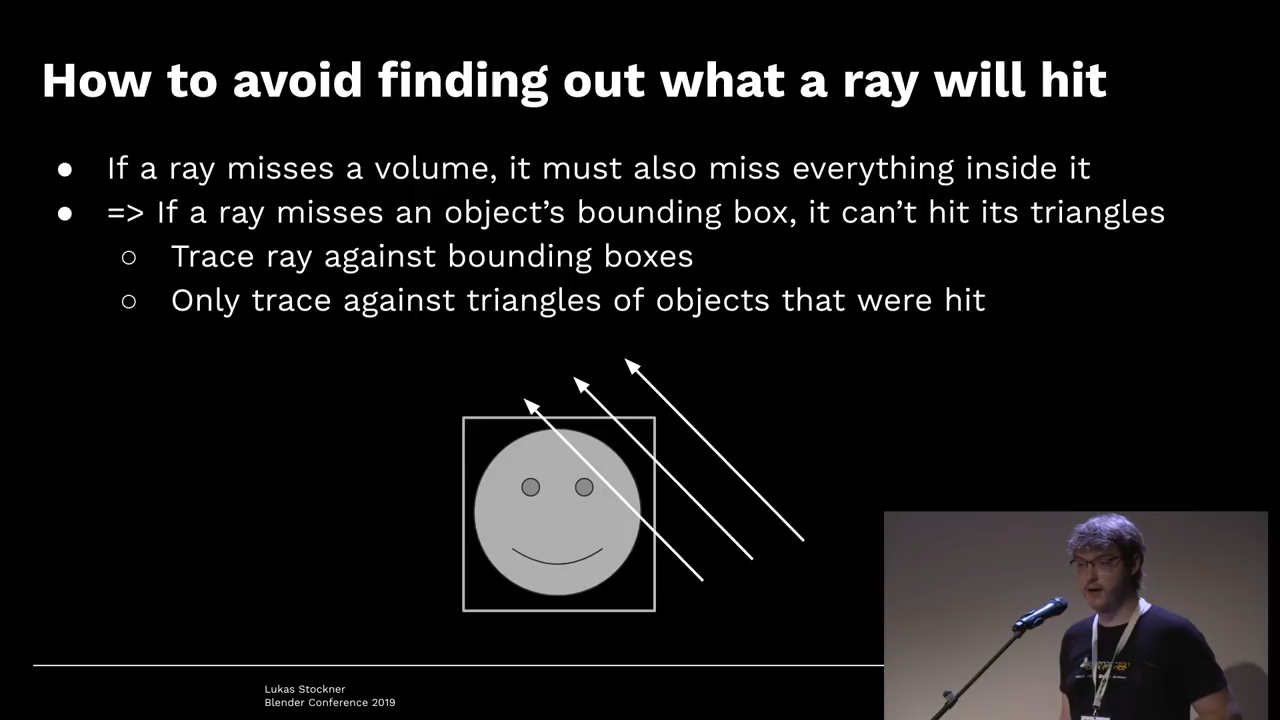 How to avoid finding out what a ray will hit
● If a ray misses a volume, it must also miss everything inside it
● => If a ray misses an object’s bounding box, it can’t hit its triangles
○ Trace ray against bounding boxes
○ Only trace against triangles of objects that were hit
Lukas Stockner
Blender Conference 2019